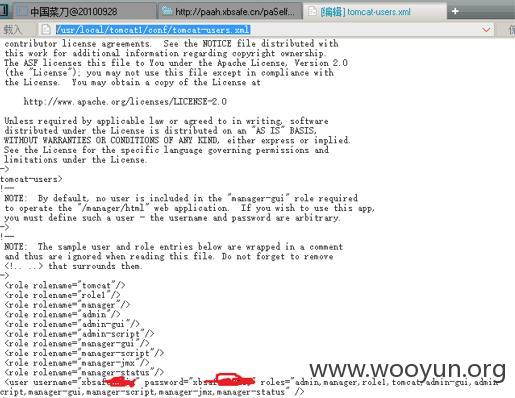 中国菜刀@20100928
http://paah.xbsafe.cn/paSelf...
[编辑] tomcat-users.xml
载入
/usr/local/tomcat1/conf/tomcat-users.xml
contributor license agreements. See the NOTICE file distributed with
this work for additional information regarding copyright ownership.
The ASF licenses this file to You under the Apache License, Version 2.0
(the "License"); you may not use this file except in compliance with
the License. You may obtain a copy of the License at
http://www.apache.org/licenses/LICENSE-2.0
Unless required by applicable law or agreed to in writing, software
distributed under the License is distributed on an "AS IS" BASIS,
WITHOUT WARRANTIES OR CONDITIONS OF ANY KIND, either express or implied.
See the License for the specific language governing permissions and
limitations under the License.
->
tomcat-users>
!--
NOTE: By default, no user is included in the "manager-gui" role required
to operate the "/manager/html" web application. If you wish to use this app,
you must define such a user - the username and password are arbitrary.
->
!--
NOTE: The sample user and role entries below are wrapped in a comment
and thus are ignored when reading this file. Do not forget to remove
<!.. ..> that surrounds them.
->
<role rolename="tomcat"/>
<role rolename="role1"/>
<role rolename="manager"/>
<role rolename="admin"/>
<role rolename="admin-gui"/>
<role rolename="admin-script"/>
<role rolename="manager-gui"/>
<role rolename="manager-script"/>
<role rolename="manager-jmx"/>
<role rolename="manager-status"/>
<user username="xbsa password="xbs roles="admin,manager,role1,tomcat,admin-gui,admin
cript,manager-gui,manager-script,manager-jmx,manager-status" />
www.wooyun.org